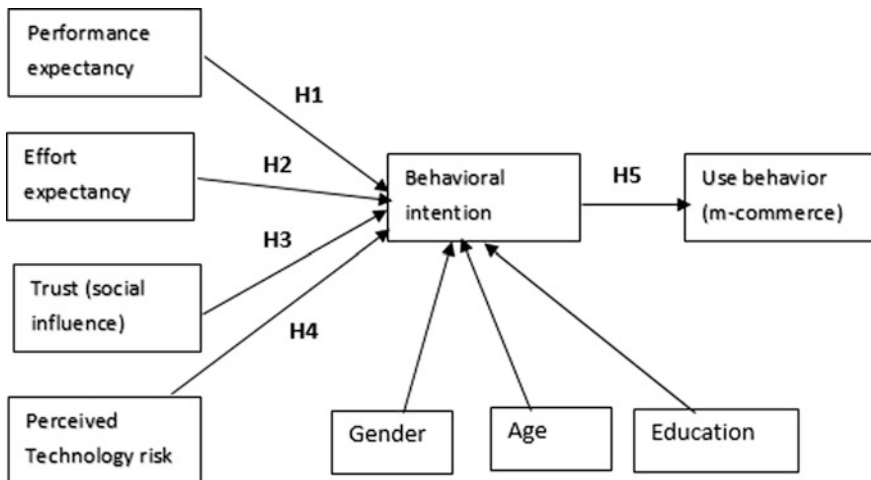 Performance
expectancy
H1
Effort
expectancy
H2
Behavioral
intention
H5
Use behavior
(m-commerce)
H3
Trust (social
influence)
H4
Perceived
Technology risk
Gender
Age
Education